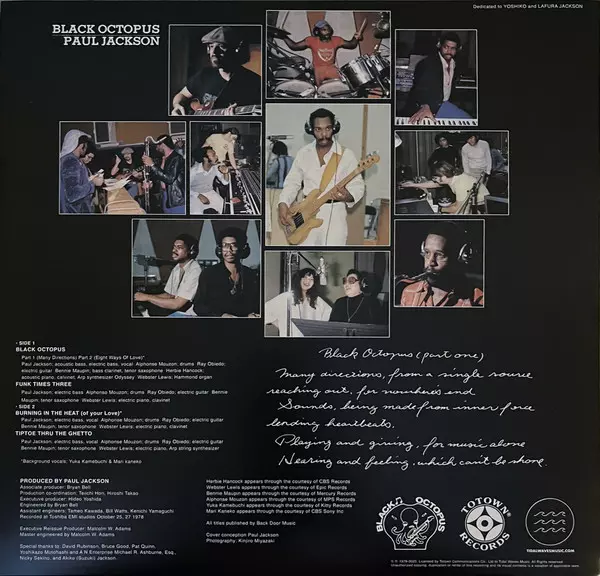 Dedicated to YOSHIKO and LAFURA JACKSON
BLACK OCTOPUS
PAUL JACKSON
- SIDE 1
BLACK OCTOPUS
Part 1 (Many Directions) Part 2 (Eight Ways Of Love)*
Paul Jackson; acoustic bass, electric bass, vocal Alphonse Mouzon; drums Ray Obiedo;
electric guitar Bennie Maupin; bass clarinet, tenor saxophone Herbie Hancock;
acoustic piano, calvinet, Arp synthesizer Odyssey Webster Lewis; Hammond organ
FUNK TIMES THREE
Paul Jackson; electric bass, vocal Alphonse Mouzon; drums Ray Obiedo; electric guitar Bennie
Maupin; tenor saxophone Webster Lewis; electric piano, clavinet
- SIDE 2
BURNING IN THE HEAT (of your Love)*
Paul Jackson; electric bass, vocal Alphonse Mouzon; drums Ray Obiedo; electric guitar
Bennie Maupin; tenor saxophone Webster Lewis; electric piano, clavinet
TIPTOE THRU THE GHETTO
Paul Jackson; electric bass, vocal Alphonse Mouzon; drums Ray Obiedo; electric guitar
Bennie Maupin; tenor saxophone Webster Lewis; electric piano, Arp string synthesizer
*Background vocals: Yuka Kamebuchi & Mari kaneko
PRODUCED BY PAUL JACKSON
Associate producer: Bryan Bell
Production co-ordination: Teiichi Hori, Hiroshi Takao
Executive producer: Hideo Yoshida
Engineered by Bryan Bell
Assistant engineers: Tameo Kawada, Bill Watts, Kenichi Yamaguchi
Recorded at Toshiba EMI studios October 25, 27 1978
Executive Reissue Producer: Malcolm W. Adams
Master engineered by Malcolm W. Adams
Special thanks to: David Rubinson, Bruce Good, Pat Quinn,
Yoshikazu Motohashi and A N Enterprise Michael R. Ashburne, Esq.,
Nicky Sekino, and Akiko (Suzuki) Jackson.
Herbie Hancock appears through the courtesy of CBS Records
Webster Lewis appears through the courtesy of Epic Records
Bennie Maupin appears through the courtesy of Mercury Records
Alphonse Mouzon appears through the courtesy of MPS Records
Yuka Kamebuchi appears through the courtesy of Kitty Records
Mari Kaneko appears through the courtesy of CBS Sony Inc
All titles published by Back Door Music
Cover conception Paul Jackson
Photography: Kinjiro Miyazaki
Black Octopus (part one)
Many directions, from a single source
reaching out, for nowhere's end
Sounds, being made from inner force
lending heartbeats.
Playing and giving, for music alone
Hearing and feeling, which can't be shone.
BLACK OCTOPUS
TOTOWN
RECORDS
TIDALWAVESMUSIC.COM